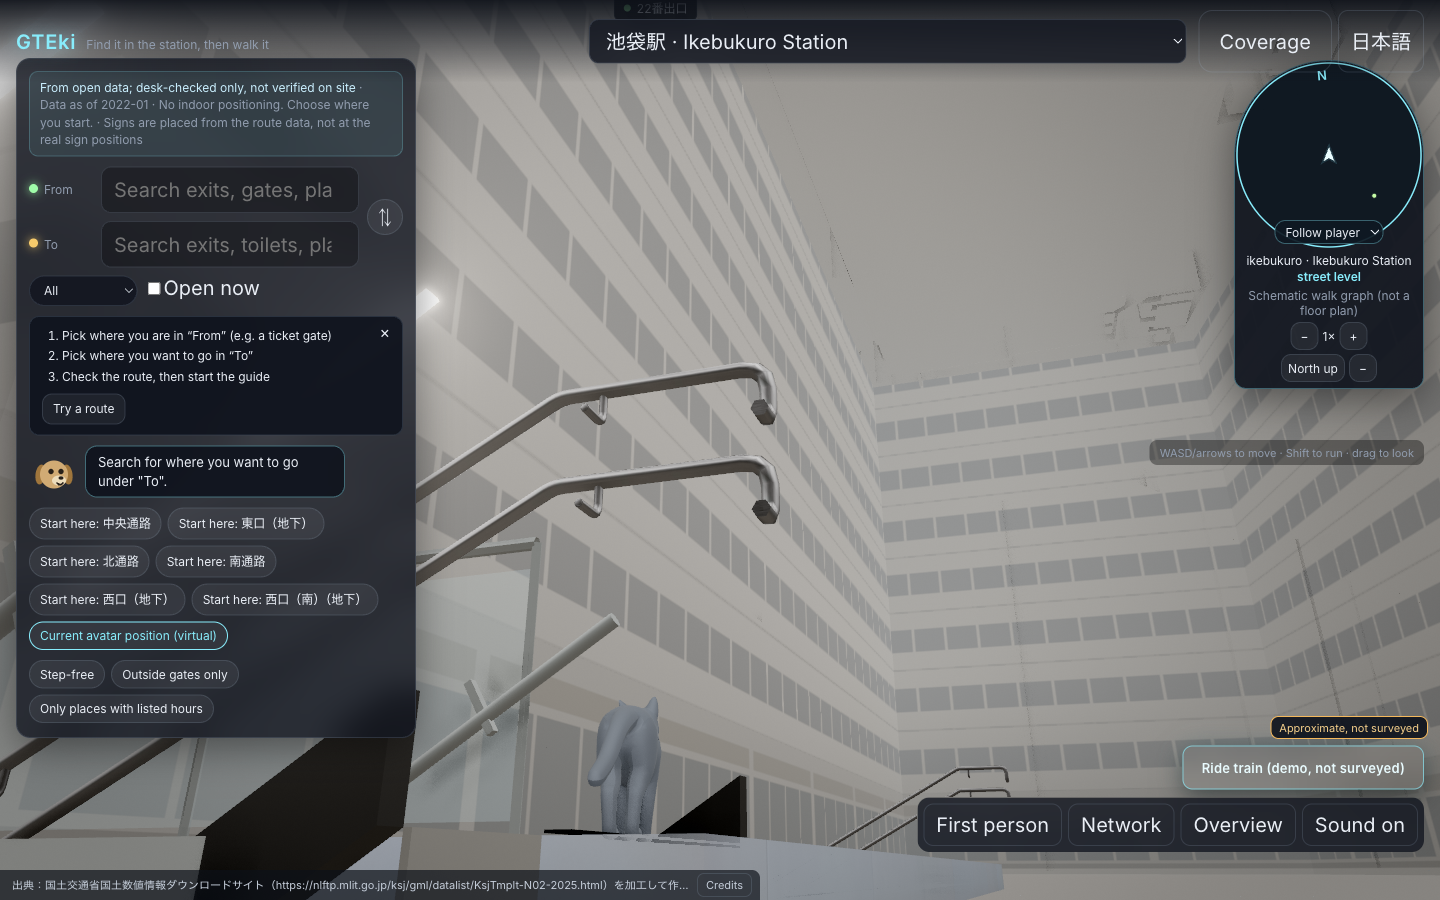 22番出口
GTEki Find it in the station, then walk it
池袋駅 · Ikebukuro Station
Coverage
日本語
From open data; desk-checked only, not verified on site ·
Data as of 2022-01 · No indoor positioning. Choose where
you start. · Signs are placed from the route data, not at the
real sign positions
From
Search exits, gates, pla
To
Search exits, toilets, pla
All
Open now
1. Pick where you are in “From” (e.g. a ticket gate)
2. Pick where you want to go in “To”
3. Check the route, then start the guide
Try a route
Search for where you want to go
under "To".
Start here: 中央通路
Start here: 東口（地下）
Start here: 北通路
Start here: 南通路
Start here: 西口（地下）
Start here: 西口（南）（地下）
Current avatar position (virtual)
Step-free
Outside gates only
Only places with listed hours
N
Follow player
ikebukuro · Ikebukuro Station
street level
Schematic walk graph (not a
floor plan)
− 1× +
North up −
WASD/arrows to move · Shift to run · drag to look
Approximate, not surveyed
Ride train (demo, not surveyed)
First person
Network
Overview
Sound on
出典：国土交通省国土数値情報ダウンロードサイト（https://nlftp.mlit.go.jp/ksj/gml/datalist/KsjTmplt-N02-2025.html）を加工して作...
Credits